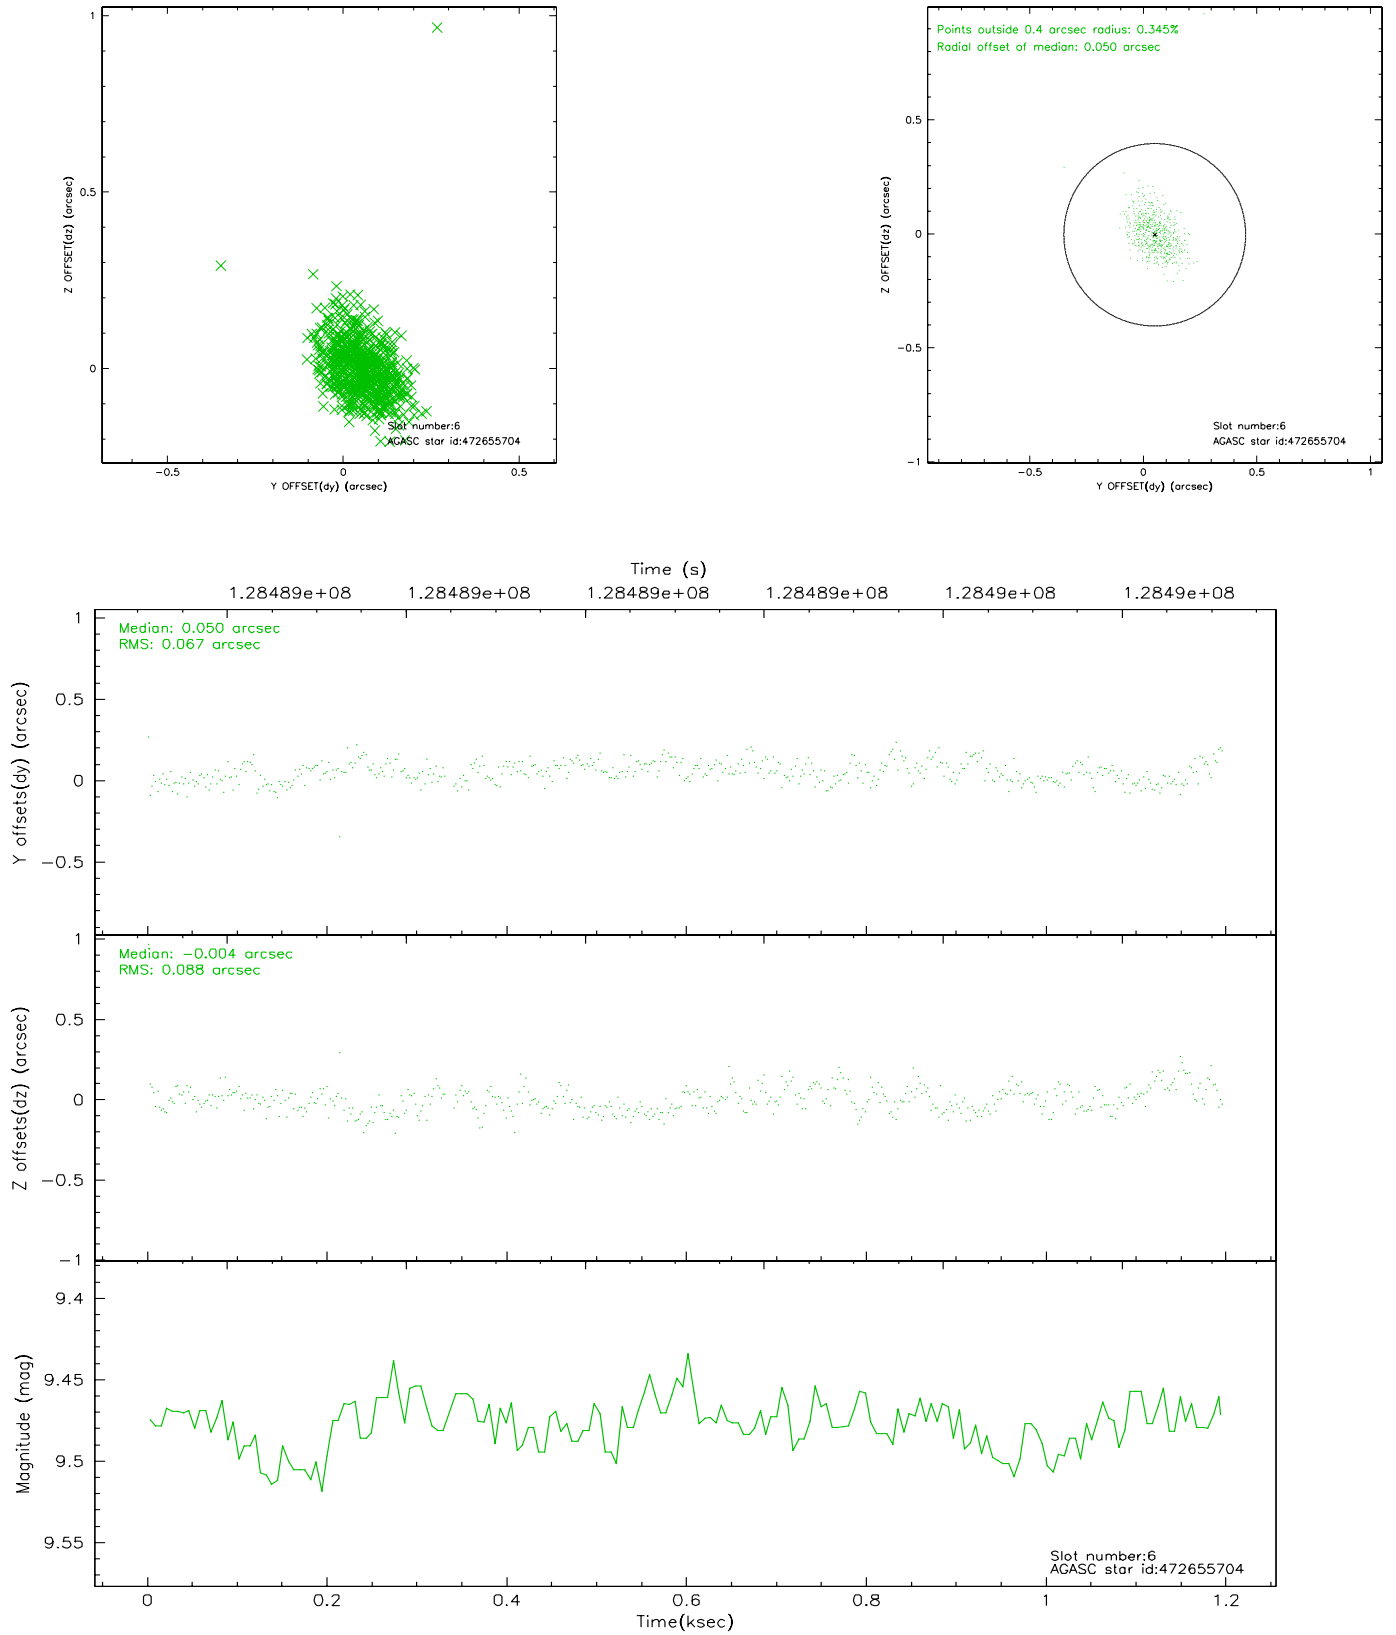 1
0.5
0
Z OFFSET(dz) (arcsec)
−0.5
0
0.5
Y OFFSET(dy) (arcsec)
Slot number:6
AGASC star id:472655704
Points outside 0.4 arcsec radius: 0.345%
Radial offset of median: 0.050 arcsec
0.5
0
−0.5
−1
Z OFFSET(dz) (arcsec)
−0.5
0
0.5
1
Y OFFSET(dy) (arcsec)
Slot number:6
AGASC star id:472655704
Time (s)
1.28489e+08
1.28489e+08
1.28489e+08
1.28489e+08
1.2849e+08
1.2849e+08
Median: 0.050 arcsec
RMS: 0.067 arcsec
1
0.5
0
−0.5
Y offsets(dy) (arcsec)
Median: −0.004 arcsec
RMS: 0.088 arcsec
1
0.5
0
−0.5
−1
Z offsets(dz) (arcsec)
9.4
9.45
9.5
9.55
Magnitude (mag)
Slot number:6
AGASC star id:472655704
0
0.2
0.4
0.6
0.8
1
1.2
Time(ksec)